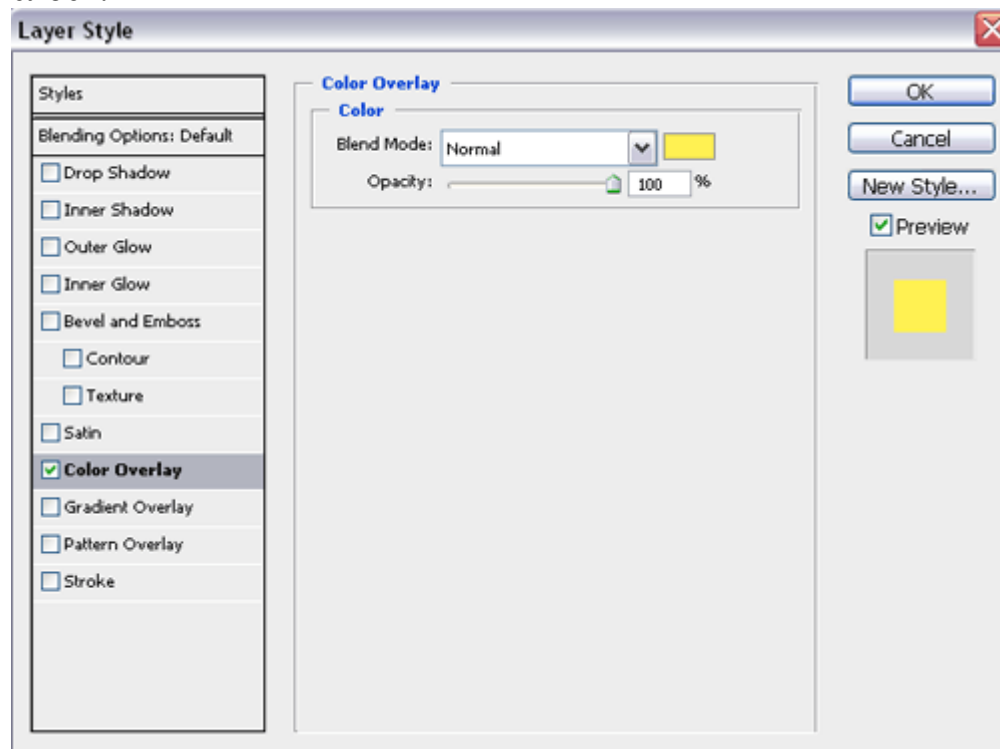 Layer Style
Styles
Blending Options: Default
Drop Shadow
Inner Shadow
Outer Glow
Inner Glow
Bevel and Emboss
Contour
Texture
Satin
Color Overlay
Gradient Overlay
Pattern Overlay
Stroke
Color Overlay
Color
Blend Mode: Normal
Opacity: 100 %
OK
Cancel
New Style...
Preview